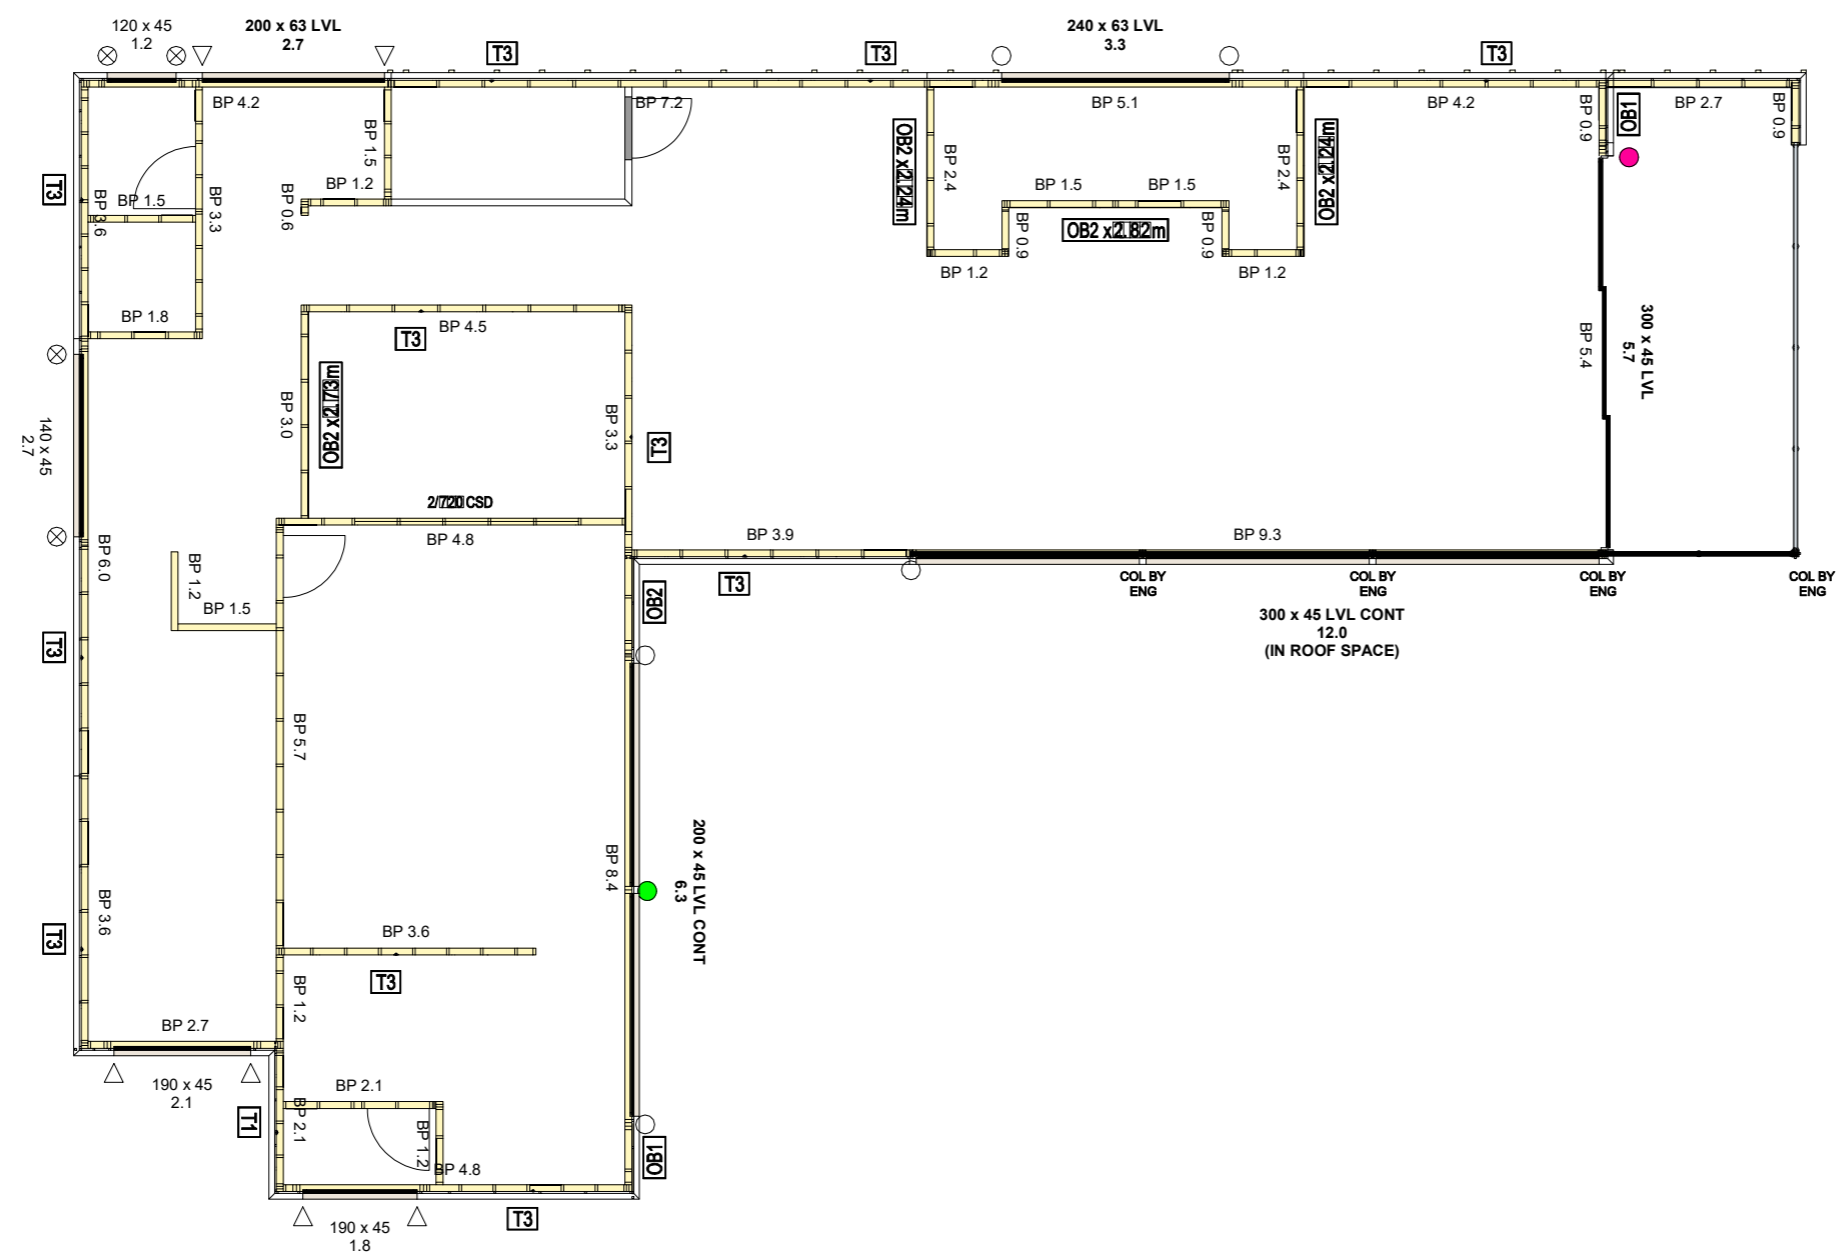 120 x 45
1.2
200 x 63 LVL
2.7
T3
T3
240 x 63 LVL
3.3
T3
BP 4.2
BP 7.2
BP 5.1
BP 4.2
BP 0.9
OB1
BP 2.7
BP 0.9
BP 1.5
OB2 x 2.24m
BP 2.4
BP 2.4
OB2 x 2.24m
T3
BP 3.6
BP 1.5
BP 3.3
BP 0.6
BP 1.2
BP 1.5
BP 1.5
BP 0.9
OB2 x 2.82m
BP 0.9
BP 1.2
BP 1.2
BP 1.8
BP 4.5
T3
BP 5.4
300 x 45 LVL
5.7
140 x 45
2.7
BP 3.0
OB2 x 2.73m
BP 3.3
T3
2/720 CSD
BP 4.8
BP 3.9
BP 9.3
T3
COL BY
ENG
COL BY
ENG
COL BY
ENG
COL BY
ENG
300 x 45 LVL CONT
12.0
(IN ROOF SPACE)
BP 6.0
BP 1.2
BP 1.5
OB2
T3
BP 5.7
BP 8.4
200 x 45 LVL CONT
6.3
T3
BP 3.6
BP 3.6
T3
BP 1.2
BP 2.7
190 x 45
2.1
T1
BP 2.1
BP 2.1
BP 1.2
BP 4.8
OB1
190 x 45
1.8
T3